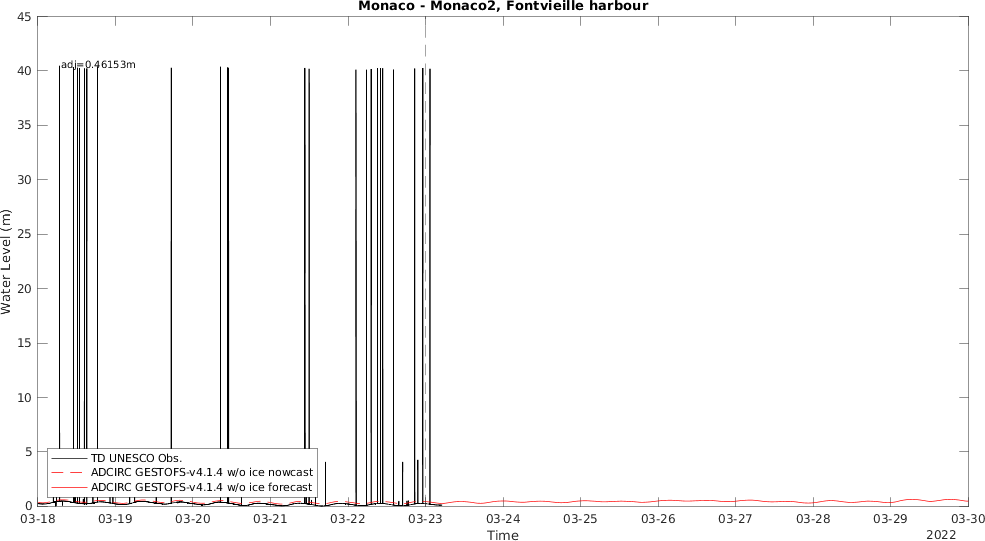 Monaco - Monaco2, Fontvieille harbour
45
adj=0.46153m
40
35
30
25
20
15
10
5
0
Water Level (m)
TD UNESCO Obs.
ADCIRC GESTOFS-v4.1.4 w/o ice nowcast
ADCIRC GESTOFS-v4.1.4 w/o ice forecast
03-18 03-19 03-20 03-21 03-22 03-23 03-24 03-25 03-26 03-27 03-28 03-29 03-30
Time
2022